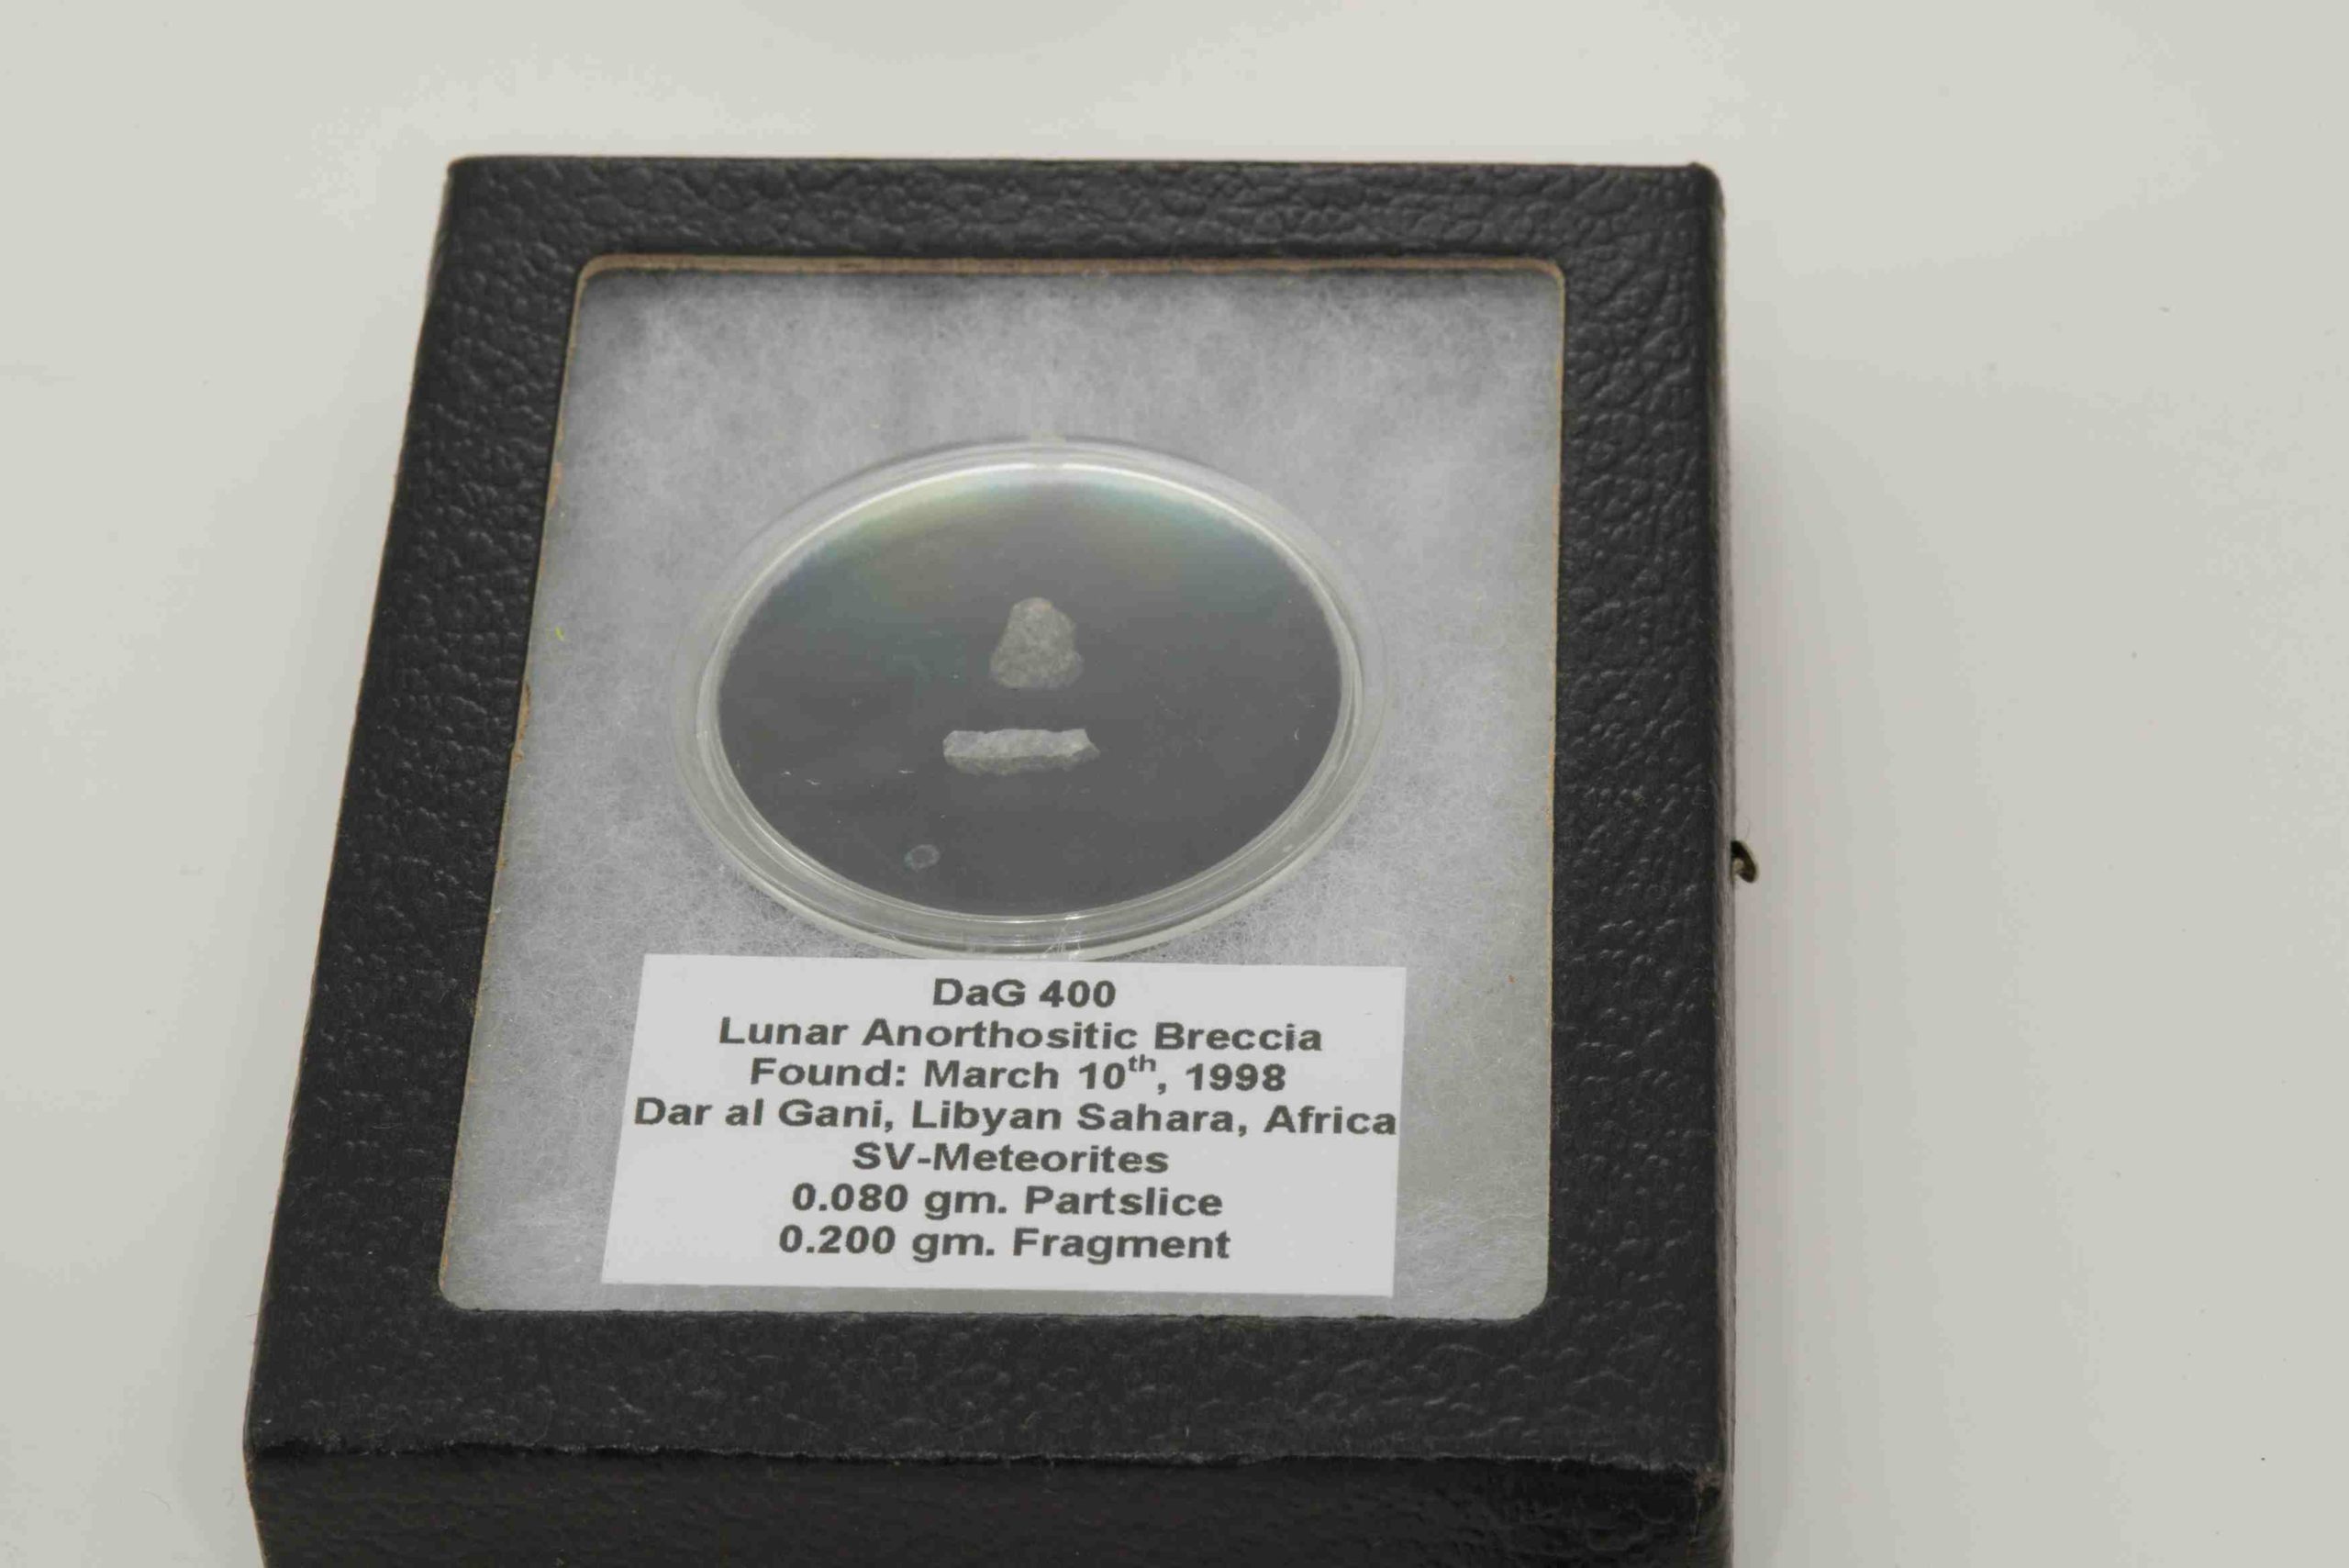 DaG 400
Lunar Anorthositic Breccia
Found: March 10th, 1998
Dar al Gani, Libyan Sahara, Africa
SV-Meteorites
0.080 gm. Partslice
0.200 gm. Fragment